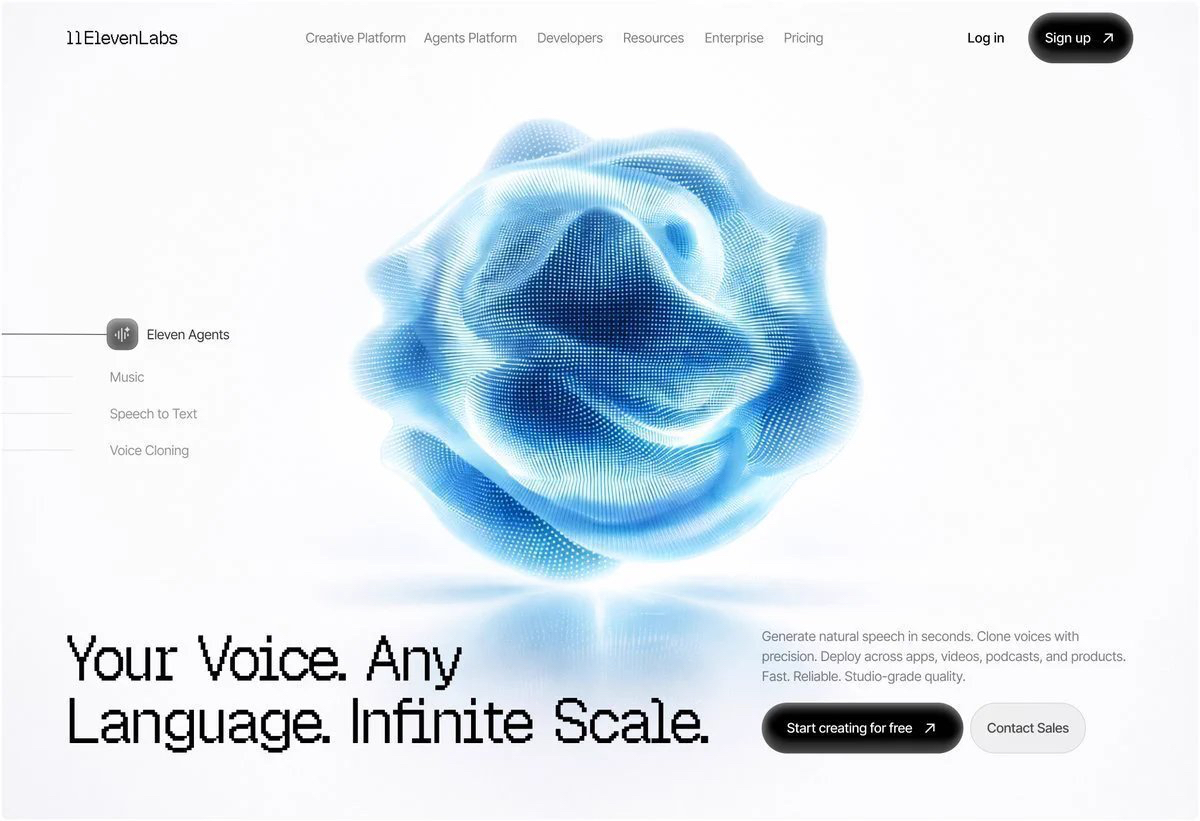 11ElevenLabs
Creative Platform
Agents Platform
Developers
Resources
Enterprise
Pricing
Log in
Sign up
Eleven Agents
Music
Speech to Text
Voice Cloning
Your Voice. Any
Language. Infinite Scale.
Generate natural speech in seconds. Clone voices with
precision. Deploy across apps, videos, podcasts, and products.
Fast. Reliable. Studio-grade quality.
Start creating for free
Contact Sales